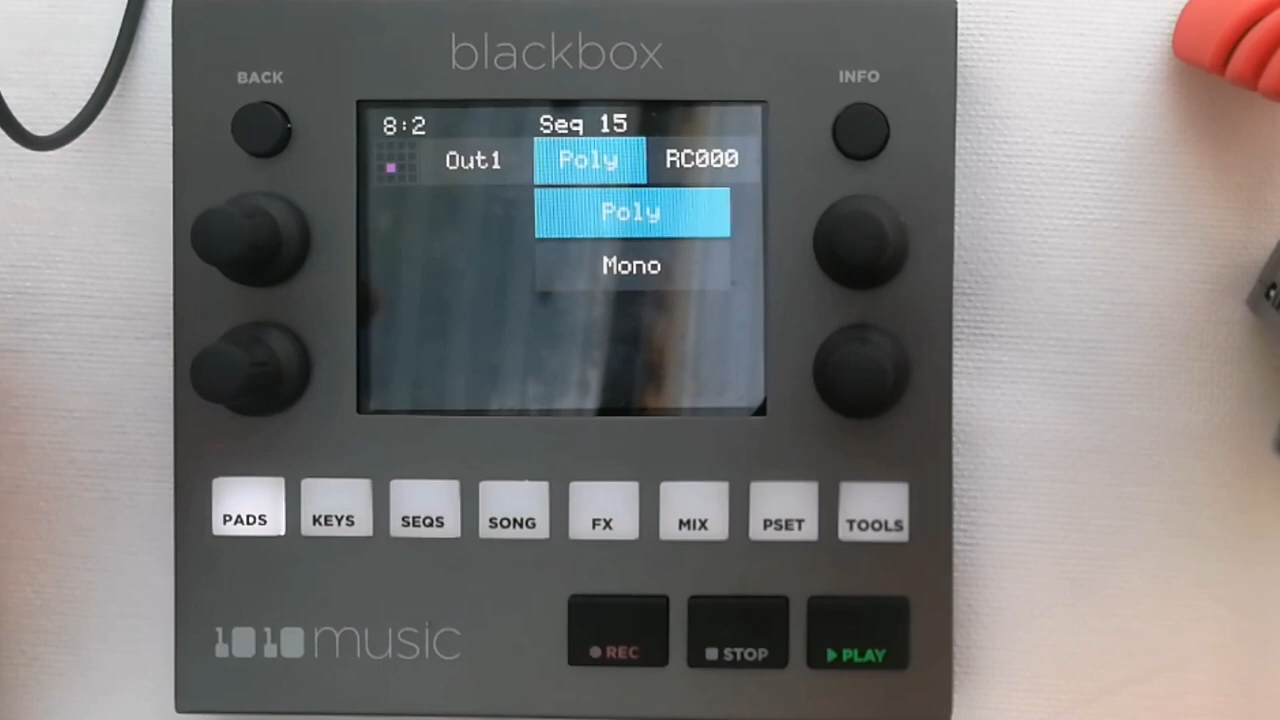 blackbox
BACK
INFO
8:2 Seq 15
Out1 Poly RC000
Poly
Mono
PADS KEYS SEQS SONG FX MIX PSET TOOLS
1010music
REC STOP PLAY